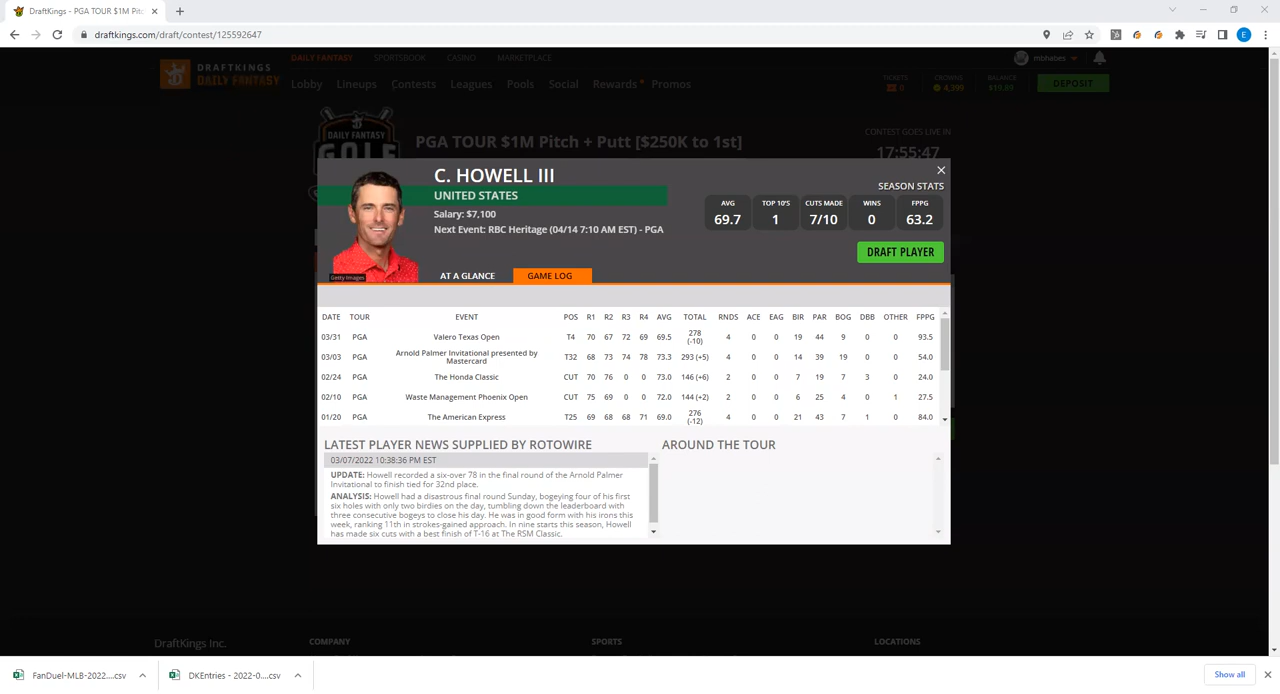 DraftKings - PGA TOUR $1M Pitc
draftkings.com/draft/contest/125592647
E
DAILY FANTASY SPORTSBOOK CASINO MARKETPLACE
mbhabes
DRAFTKINGS
DAILY FANTASY
Lobby Lineups Contests Leagues Pools Social Rewards Promos
TICKETS CROWNS BALANCE
0 4,399 $19.89
DEPOSIT
DAILY FANTASY
GOLF
PGA TOUR $1M Pitch + Putt [$250K to 1st]
CONTEST GOES LIVE IN
17:55:47
C. HOWELL III
UNITED STATES
Salary: $7,100
Next Event: RBC Heritage (04/14 7:10 AM EST) - PGA
SEASON STATS
AVG TOP 10'S CUTS MADE WINS FPPG
69.7 1 7/10 0 63.2
DRAFT PLAYER
Getty Images
AT A GLANCE GAME LOG
DATE TOUR EVENT POS R1 R2 R3 R4 AVG TOTAL RNDS ACE EAG BIR PAR BOG DBB OTHER FPPG
03/31 PGA Valero Texas Open T4 70 67 72 69 69.5 278 (-10) 4 0 0 19 44 9 0 0 93.5
03/03 PGA Arnold Palmer Invitational presented by Mastercard T32 68 73 74 78 73.3 293 (+5) 4 0 0 14 39 19 0 0 54.0
02/24 PGA The Honda Classic CUT 70 76 0 0 73.0 146 (+6) 2 0 0 7 19 7 3 0 24.0
02/10 PGA Waste Management Phoenix Open CUT 75 69 0 0 72.0 144 (+2) 2 0 0 6 25 4 0 1 27.5
01/20 PGA The American Express T25 69 68 68 71 69.0 276 (-12) 4 0 0 21 43 7 1 0 84.0
LATEST PLAYER NEWS SUPPLIED BY ROTOWIRE
03/07/2022 10:38:36 PM EST
UPDATE: Howell recorded a six-over 78 in the final round of the Arnold Palmer
Invitational to finish tied for 32nd place.
ANALYSIS: Howell had a disastrous final round Sunday, bogeying four of his first
six holes with only two birdies on the day, tumbling down the leaderboard with
three consecutive bogeys to close his day. He was in good form with his irons this
week, ranking 11th in strokes-gained approach. In nine starts this season, Howell
has made six cuts with a best finish of T-16 at The RSM Classic.
AROUND THE TOUR
DraftKings Inc. COMPANY SPORTS LOCATIONS
FanDuel-MLB-2022....csv
DKEntries - 2022-0....csv
Show all